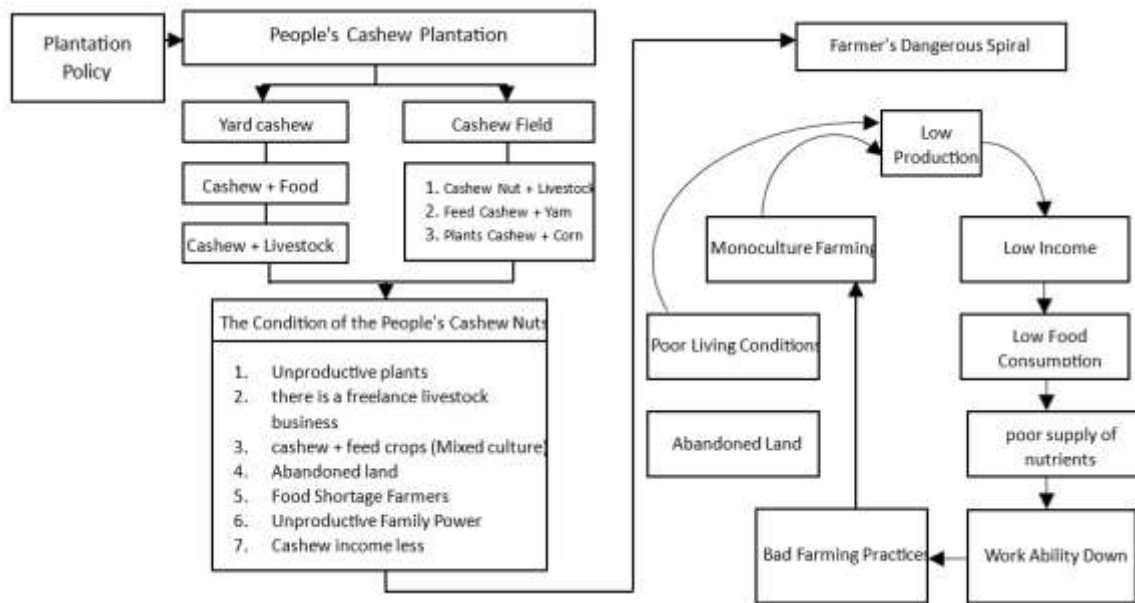 Plantation
Policy
People's Cashew Plantation
Yard cashew
Cashew Field
Cashew + Food
Cashew + Livestock
1. Cashew Nut + Livestock
2. Feed Cashew + Yam
3. Plants Cashew + Corn
The Condition of the People's Cashew Nuts
1. Unproductive plants
2. there is a freelance livestock
business
3. cashew + feed crops (Mixed culture)
4. Abandoned land
5. Food Shortage Farmers
6. Unproductive Family Power
7. Cashew income less
Farmer's Dangerous Spiral
Low
Production
Monoculture Farming
Low Income
Poor Living Conditions
Low Food
Consumption
Abandoned Land
poor supply of
nutrients
Bad Farming Practices
Work Ability Down